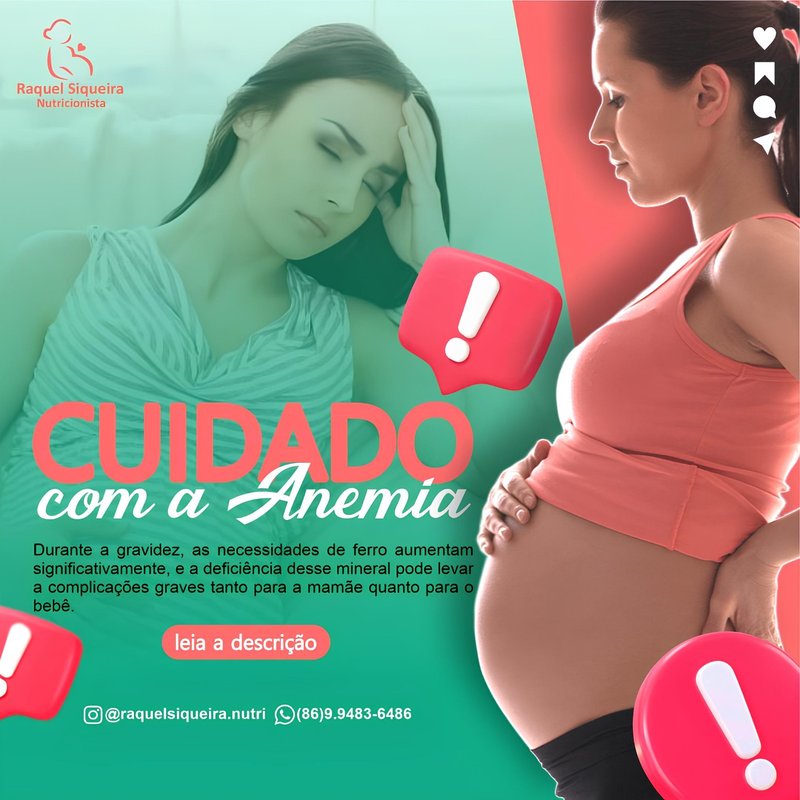 Raquel Siqueira
Nutricionista
CUIDADO
com a Anemia
Durante a gravidez, as necessidades de ferro aumentam
significativamente, e a deficiência desse mineral pode levar
a complicações graves tanto para a mamãe quanto para o
bebê.
leia a descrição
@raquelsiqueira.nutri (86)9.9483-6486